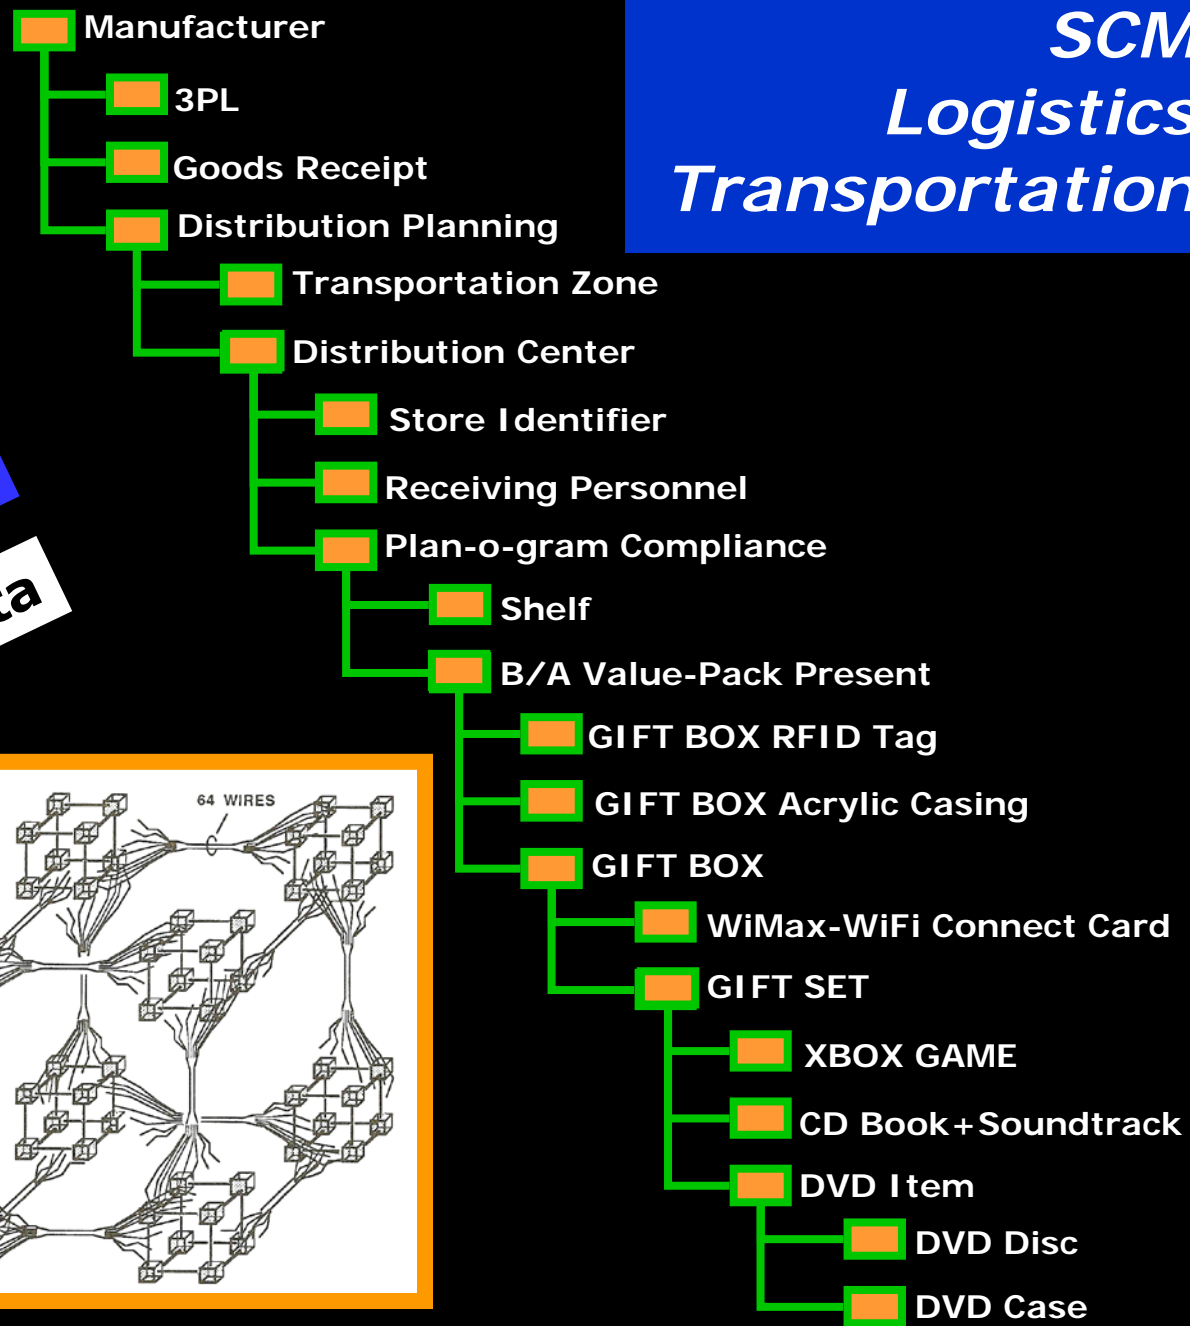 Manufacturer
SCM
Logistics
Transportation
3PL
Goods Receipt
Distribution Planning
Transportation Zone
Distribution Center
Store Identifier
Receiving Personnel
Plan-o-gram Compliance
Shelf
B/A Value-Pack Present
GIFT BOX RFID Tag
GIFT BOX Acrylic Casing
GIFT BOX
WiMax-WiFi Connect Card
GIFT SET
XBOX GAME
CD Book+Soundtrack
DVD Item
DVD Disc
DVD Case
64 WIRES